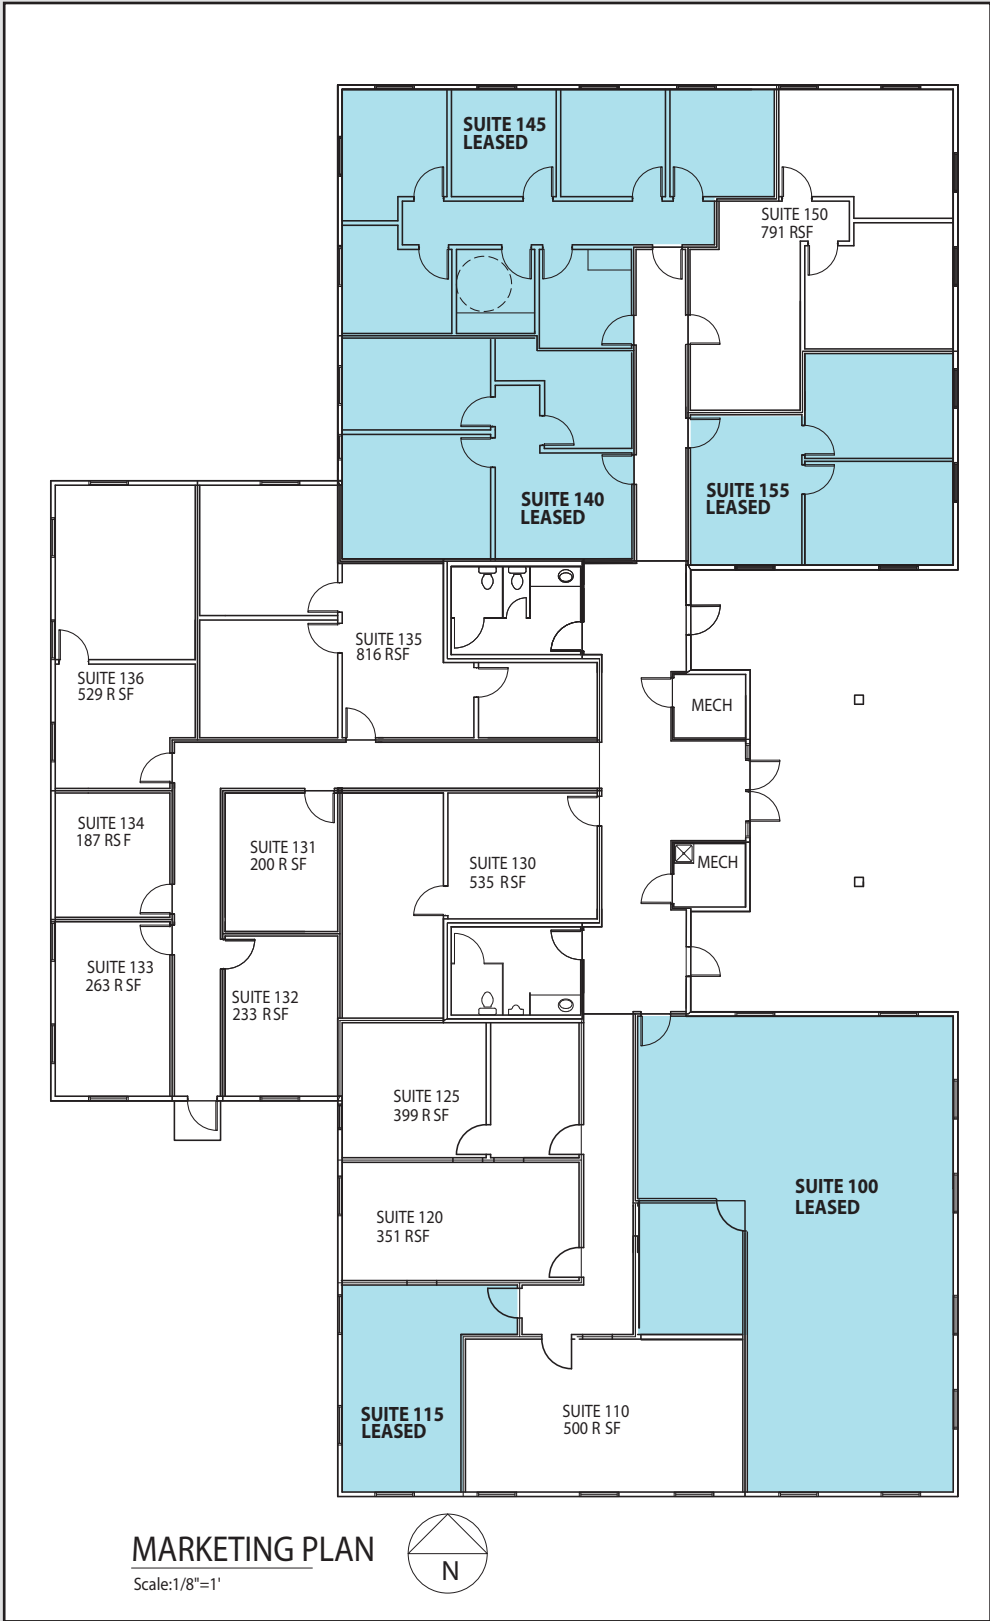 SUITE 145
LEASED
SUITE 150
791 RSF
SUITE 140
LEASED
SUITE 155
LEASED
SUITE 135
816 RSF
SUITE 136
529 R SF
MECH
SUITE 134
187 RS F
SUITE 131
200 R SF
SUITE 130
535 R SF
MECH
SUITE 133
263 R SF
SUITE 132
233 R SF
SUITE 125
399 R SF
SUITE 100
LEASED
SUITE 120
351 RSF
SUITE 115
LEASED
SUITE 110
500 R SF
MARKETING PLAN
Scale:1/8"=1'
N